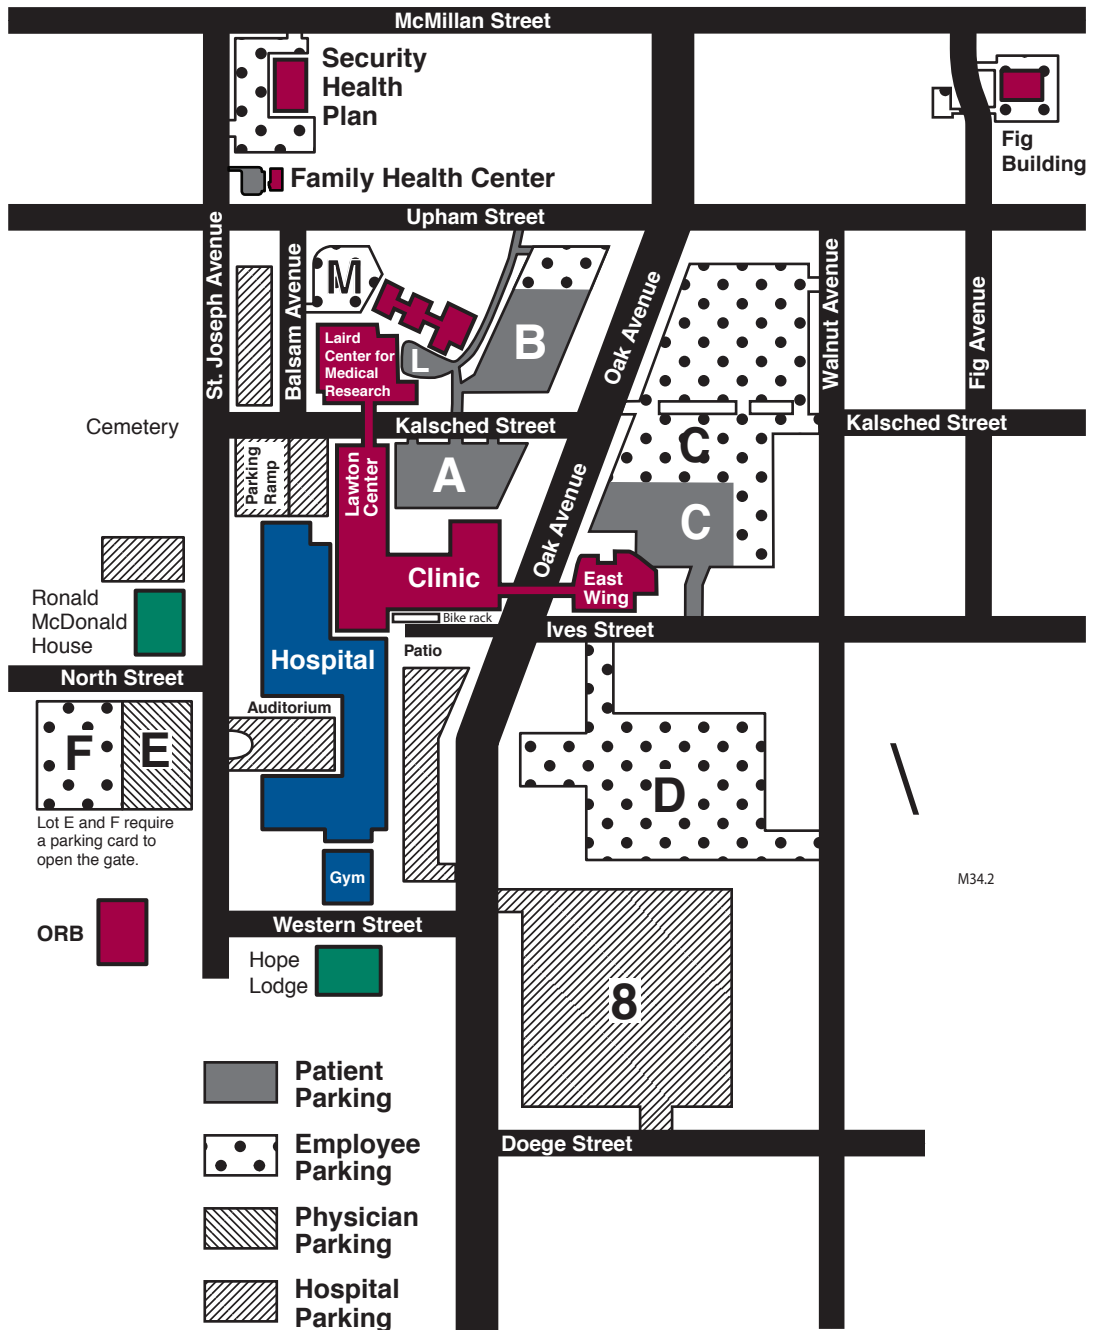 McMillan Street
Security
Health
Plan
Fig
Building
Family Health Center
Upham Street
St. Joseph Avenue
Balsam Avenue
M
Laird
Center for
Medical
Research
L
B
Oak Avenue
Walnut Avenue
Fig Avenue
Cemetery
Kalsched Street
Kalsched Street
Parking
Ramp
Lawton
Center
A
C
C
Oak Avenue
Clinic
East
Wing
Bike rack
Ives Street
Ronald
McDonald
House
Hospital
Patio
North Street
Auditorium
F
E
D
Lot E and F require
a parking card to
open the gate.
Gym
M34.2
ORB
Western Street
Hope
Lodge
8
Patient
Parking
Employee
Parking
Doege Street
Physician
Parking
Hospital
Parking